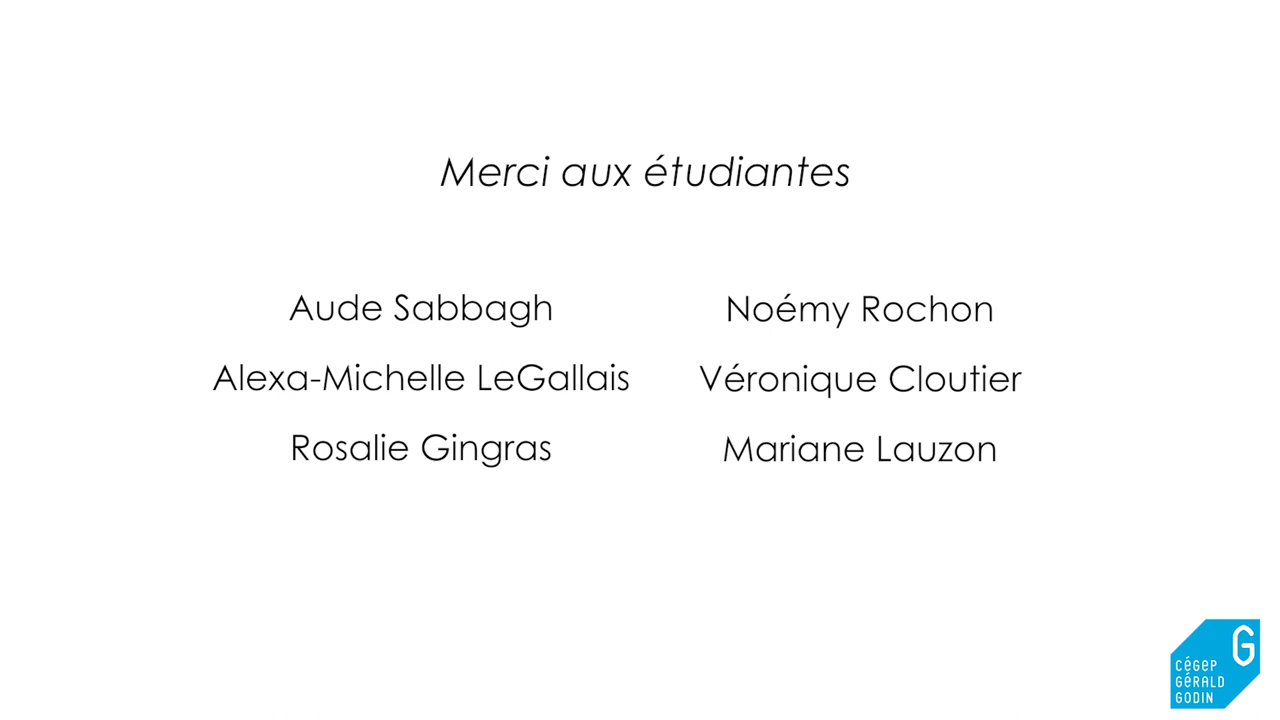 Merci aux étudiantes
Aude Sabbagh
Noémy Rochon
Alexa-Michelle LeGallais
Véronique Cloutier
Rosalie Gingras
Mariane Lauzon
G
CÉGEP
GÉRALD
GODIN